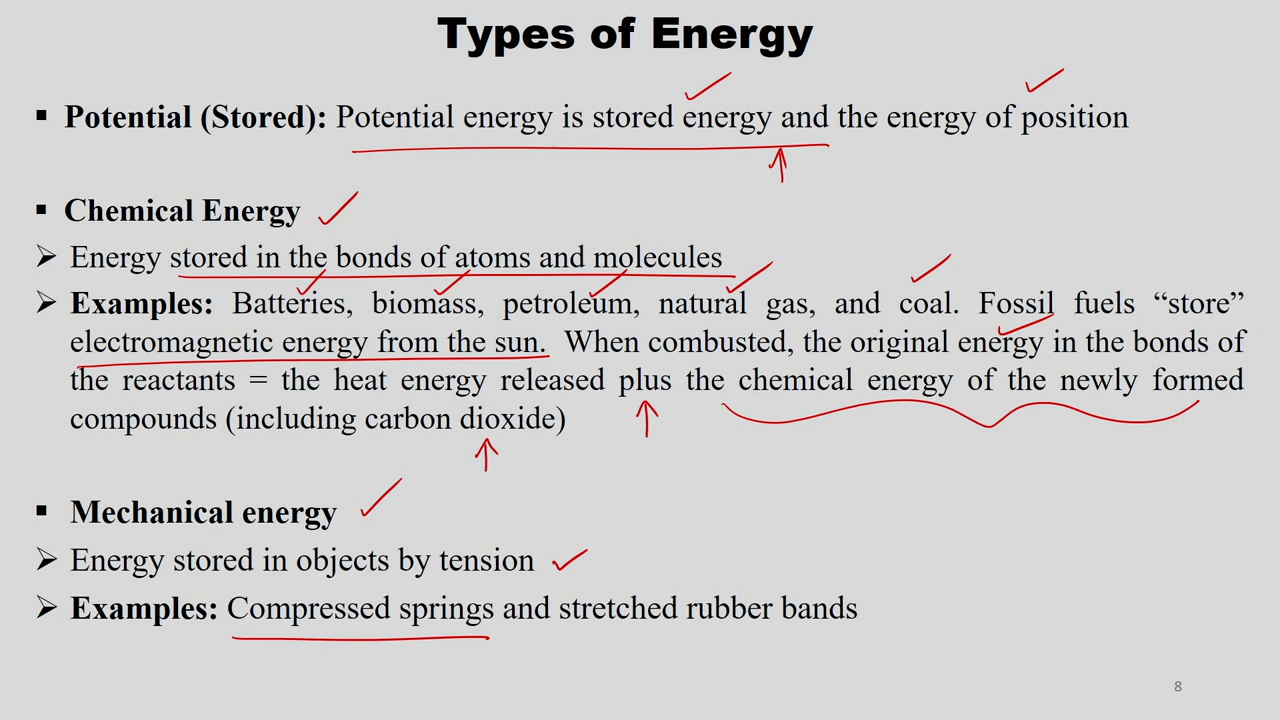 Types of Energy
▪ Potential (Stored): Potential energy is stored energy and the energy of position
▪ Chemical Energy
➢ Energy stored in the bonds of atoms and molecules
➢ Examples: Batteries, biomass, petroleum, natural gas, and coal. Fossil fuels “store”
electromagnetic energy from the sun. When combusted, the original energy in the bonds of
the reactants = the heat energy released plus the chemical energy of the newly formed
compounds (including carbon dioxide)
▪ Mechanical energy
➢ Energy stored in objects by tension
➢ Examples: Compressed springs and stretched rubber bands
8